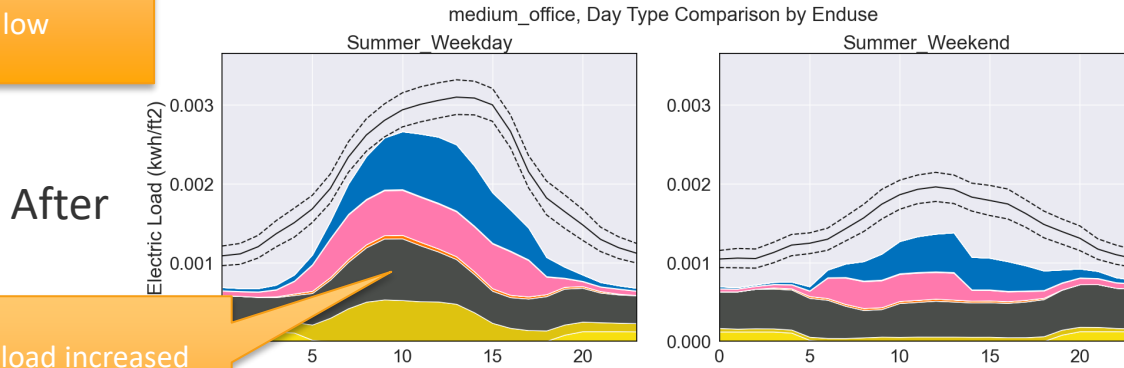 low
medium_office, Day Type Comparison by Enduse
Summer_Weekday
Summer_Weekend
After
Electric Load (kwh/ft2)
0.003
0.002
0.001
5
10
15
20
0.003
0.002
0.001
0.000
0
5
10
15
20
load increased